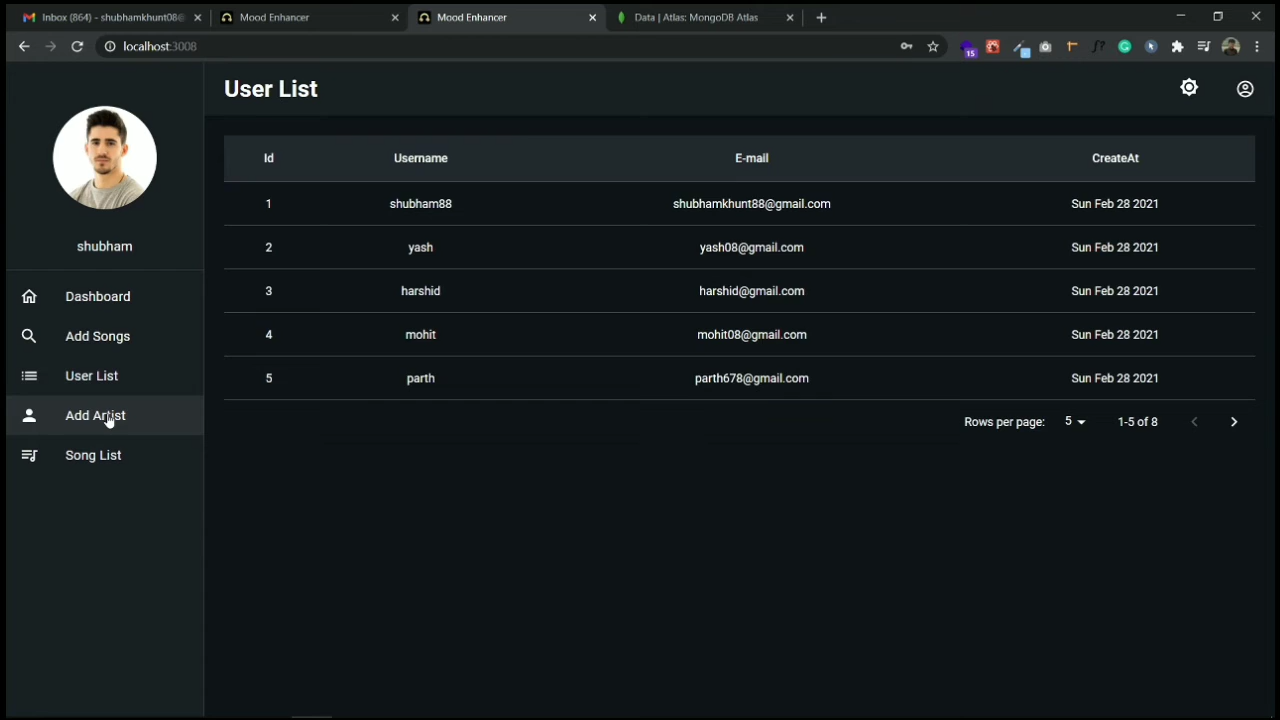 Inbox (864) - shubhamkhunt08@
Mood Enhancer
Mood Enhancer
Data | Atlas: MongoDB Atlas
localhost:3008
15
shubham
Dashboard
Add Songs
User List
Add Artist
Song List
User List
Id Username E-mail CreateAt
1 shubham88 shubhamkhunt88@gmail.com Sun Feb 28 2021
2 yash yash08@gmail.com Sun Feb 28 2021
3 harshid harshid@gmail.com Sun Feb 28 2021
4 mohit mohit08@gmail.com Sun Feb 28 2021
5 parth parth678@gmail.com Sun Feb 28 2021
Rows per page: 5 1-5 of 8